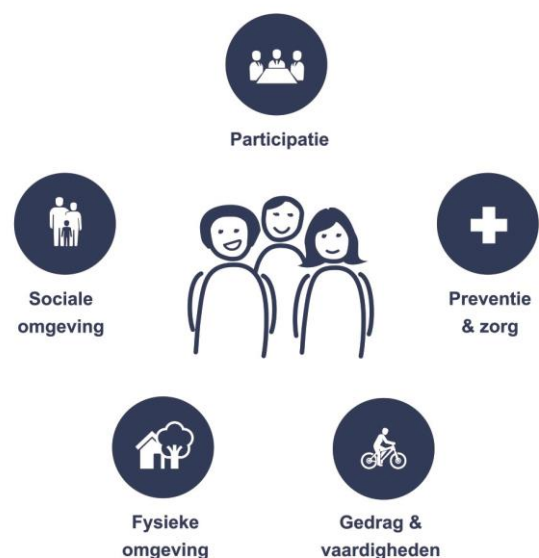 Participatie
Sociale
omgeving
Preventie
& zorg
Fysieke
omgeving
Gedrag &
vaardigheden